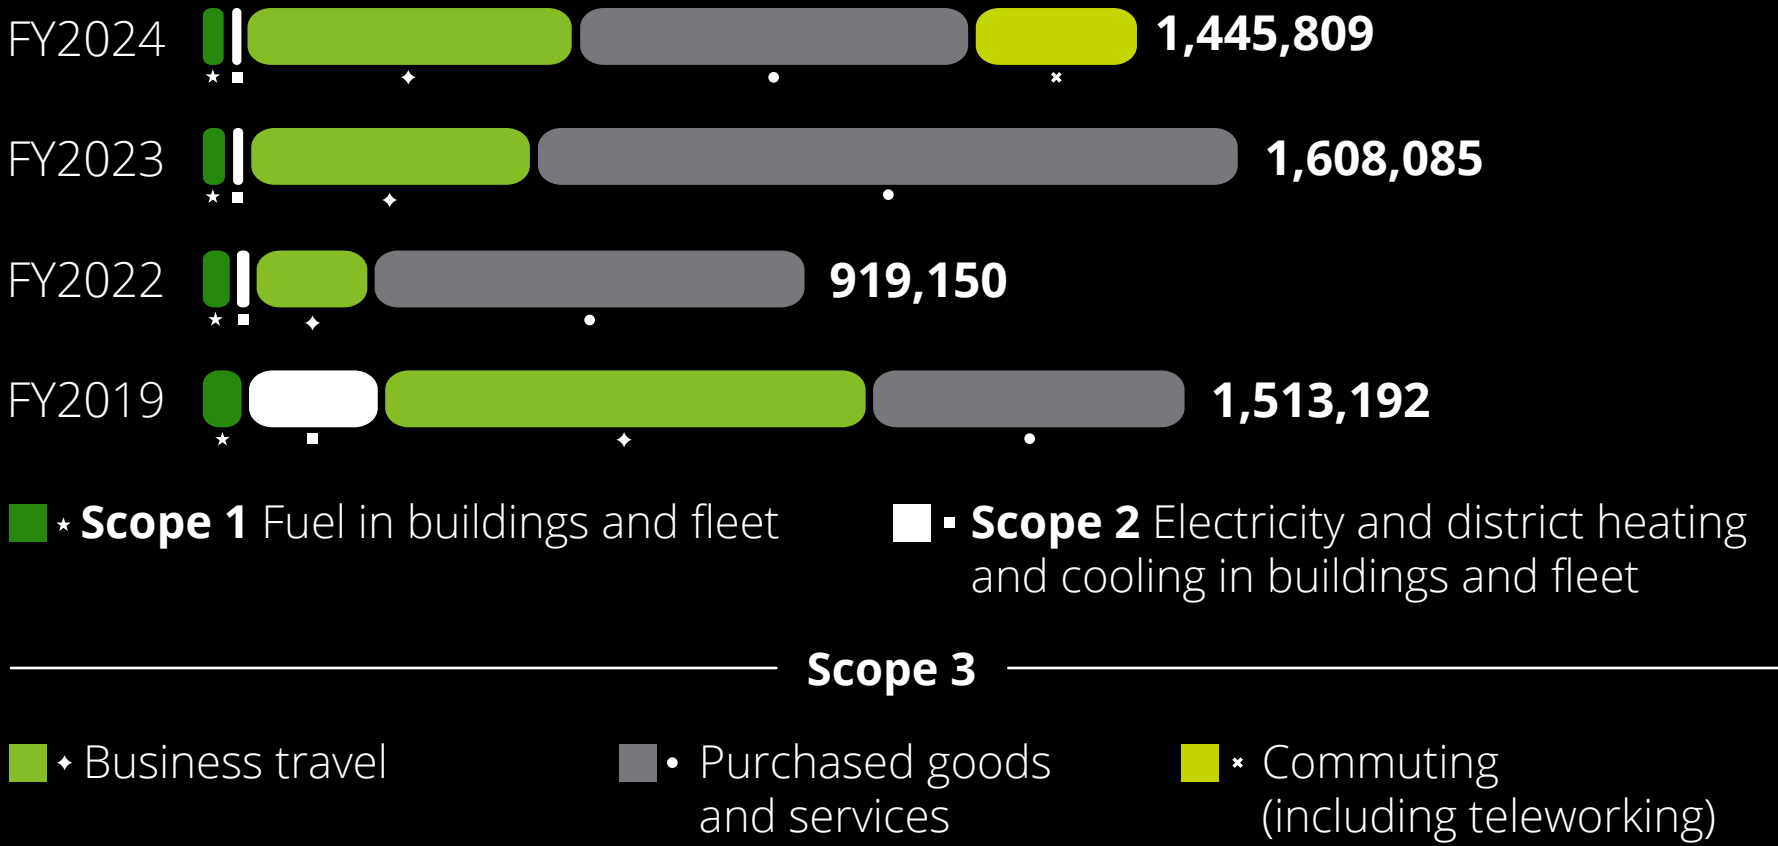 FY2024 1,445,809
FY2023 1,608,085
FY2022 919,150
FY2019 1,513,192
Scope 1 Fuel in buildings and fleet
Scope 2 Electricity and district heating
and cooling in buildings and fleet
Scope 3
Business travel
Purchased goods
and services
Commuting
(including teleworking)